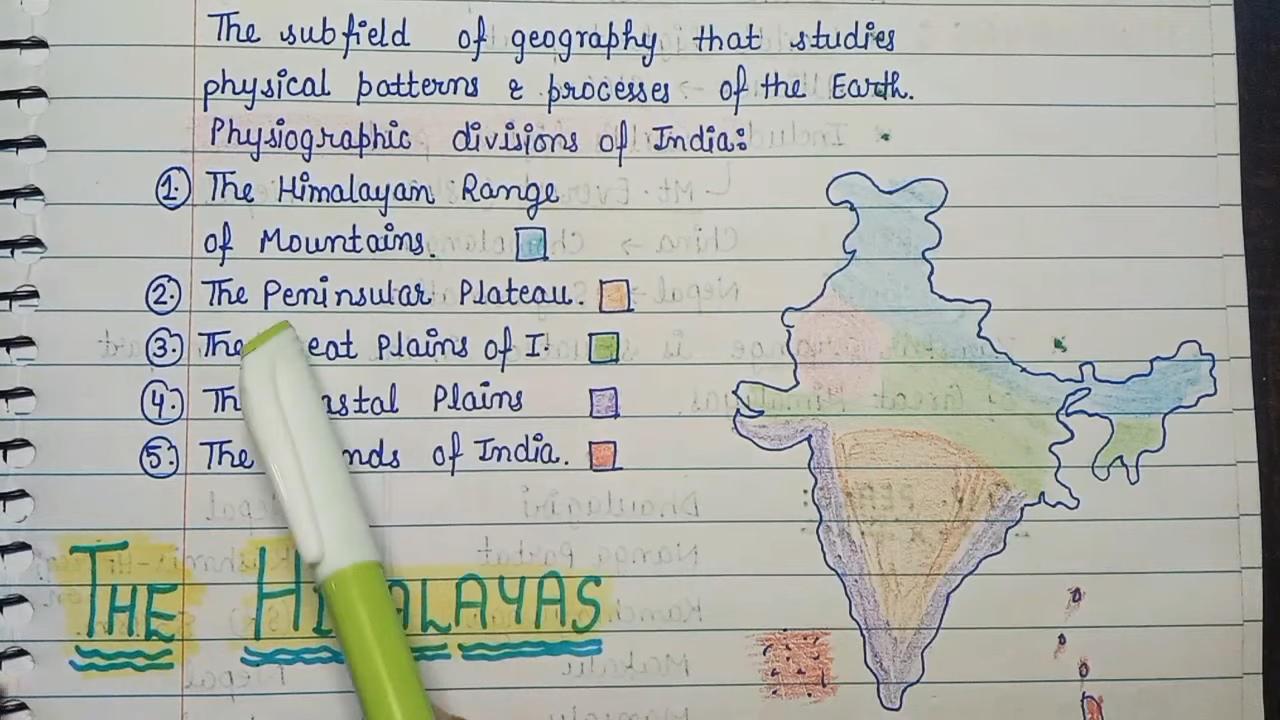 The subfield of geography that studies
physical patterns & processes of the Earth.
Physiographic divisions of India:
1. The Himalayan Range
of Mountains.
2. The Peninsular Plateau.
3. The eat Plains of I.
4. Th astal Plains
5. The nds of India.
THE HIMALAYAS